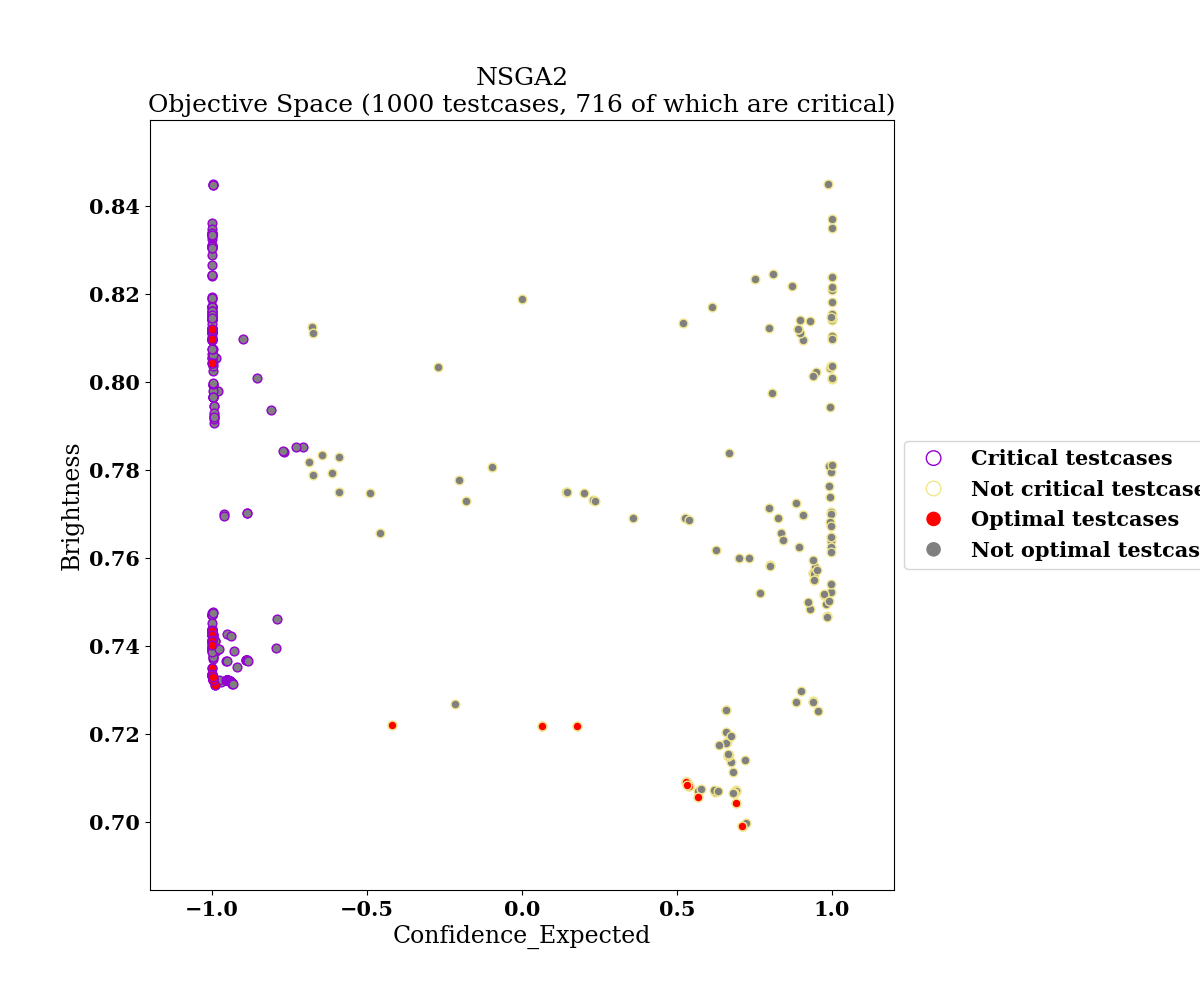 NSGA2
Objective Space (1000 testcases, 716 of which are critical)
0.84
0.82
0.80
0.78
0.76
0.74
0.72
0.70
Brightness
−1.0
−0.5
0.0
0.5
1.0
Confidence_Expected
Critical testcases
Not critical testcase
Optimal testcases
Not optimal testcas